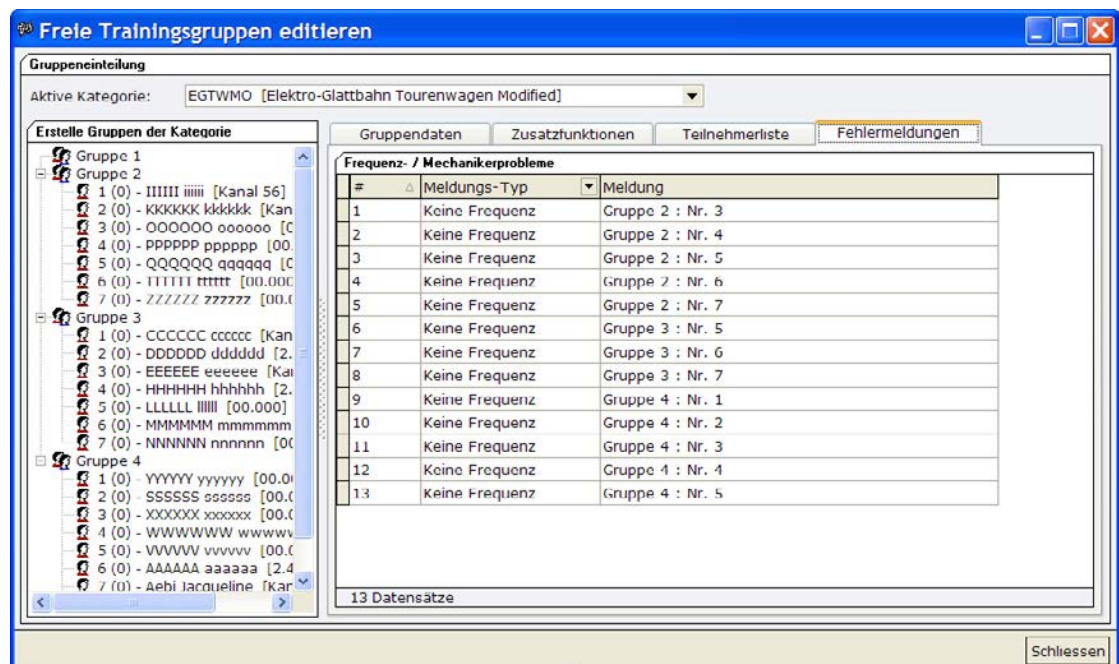 Freie Trainingsgruppen editieren
Gruppeneinteilung
Aktive Kategorie: EGTWMO [Elektro-Glattbahn Tourenwagen Modified]
Erstelle Gruppen der Kategorie
Gruppe 1
Gruppe 2
1 (0) - IIIIII iiiiii [Kanal 56]
2 (0) - KKKKKK kkkkkk [Kan
3 (0) - OOOOOO oooooo [C
4 (0) - PPPPPP pppppp [00.
5 (0) - QQQQQQ qqqqqq [C
6 (0) - TTTTTT tttttt [00.000
7 (0) - ZZZZZZ zzzzzz [00.0
Gruppe 3
1 (0) - CCCCCC cccccc [Kan
2 (0) - DDDDDD dddddd [2.
3 (0) - EEEEEE eeeeee [Kai
4 (0) - HHHHHH hhhhhh [2.
5 (0) - LLLLLL llllll [00.000]
6 (0) - MMMMMM mmmmmm
7 (0) - NNNNNN nnnnnn [00
Gruppe 4
1 (0) - YYYYYY yyyyyy [00.0
2 (0) - SSSSSS ssssss [00.0
3 (0) - XXXXXX xxxxxx [00.0
4 (0) - WWWWWW wwwwv
5 (0) - VVVVVV vvvvvv [00.0
6 (0) - AAAAAA aaaaaa [2.4
7 (0) - Aebi Jacqueline [Kar
Gruppendaten Zusatzfunktionen Teilnehmerliste Fehlermeldungen
Frequenz- / Mechanikerprobleme
# Meldungs-Typ Meldung
1 Keine Frequenz Gruppe 2 : Nr. 3
2 Keine Frequenz Gruppe 2 : Nr. 4
3 Keine Frequenz Gruppe 2 : Nr. 5
4 Keine Frequenz Gruppe 2 : Nr. 6
5 Keine Frequenz Gruppe 2 : Nr. 7
6 Keine Frequenz Gruppe 3 : Nr. 5
7 Keine Frequenz Gruppe 3 : Nr. 6
8 Keine Frequenz Gruppe 3 : Nr. 7
9 Keine Frequenz Gruppe 4 : Nr. 1
10 Keine Frequenz Gruppe 4 : Nr. 2
11 Keine Frequenz Gruppe 4 : Nr. 3
12 Keine Frequenz Gruppe 4 : Nr. 4
13 Keine Frequenz Gruppe 4 : Nr. 5
13 Datensätze
Schliessen